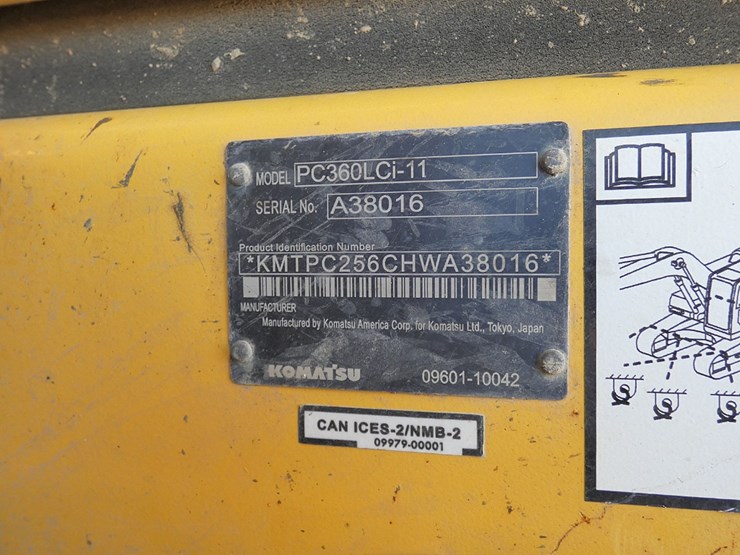 MODEL PC360LCi-11
SERIAL No. A38016
Product Identification Number
*KMTPC256CHWA38016*
MANUFACTURER
Manufactured by Komatsu America Corp. for Komatsu Ltd., Tokyo, Japan
KOMATSU 09601-10042
CAN ICES-2/NMB-2
09979-00001